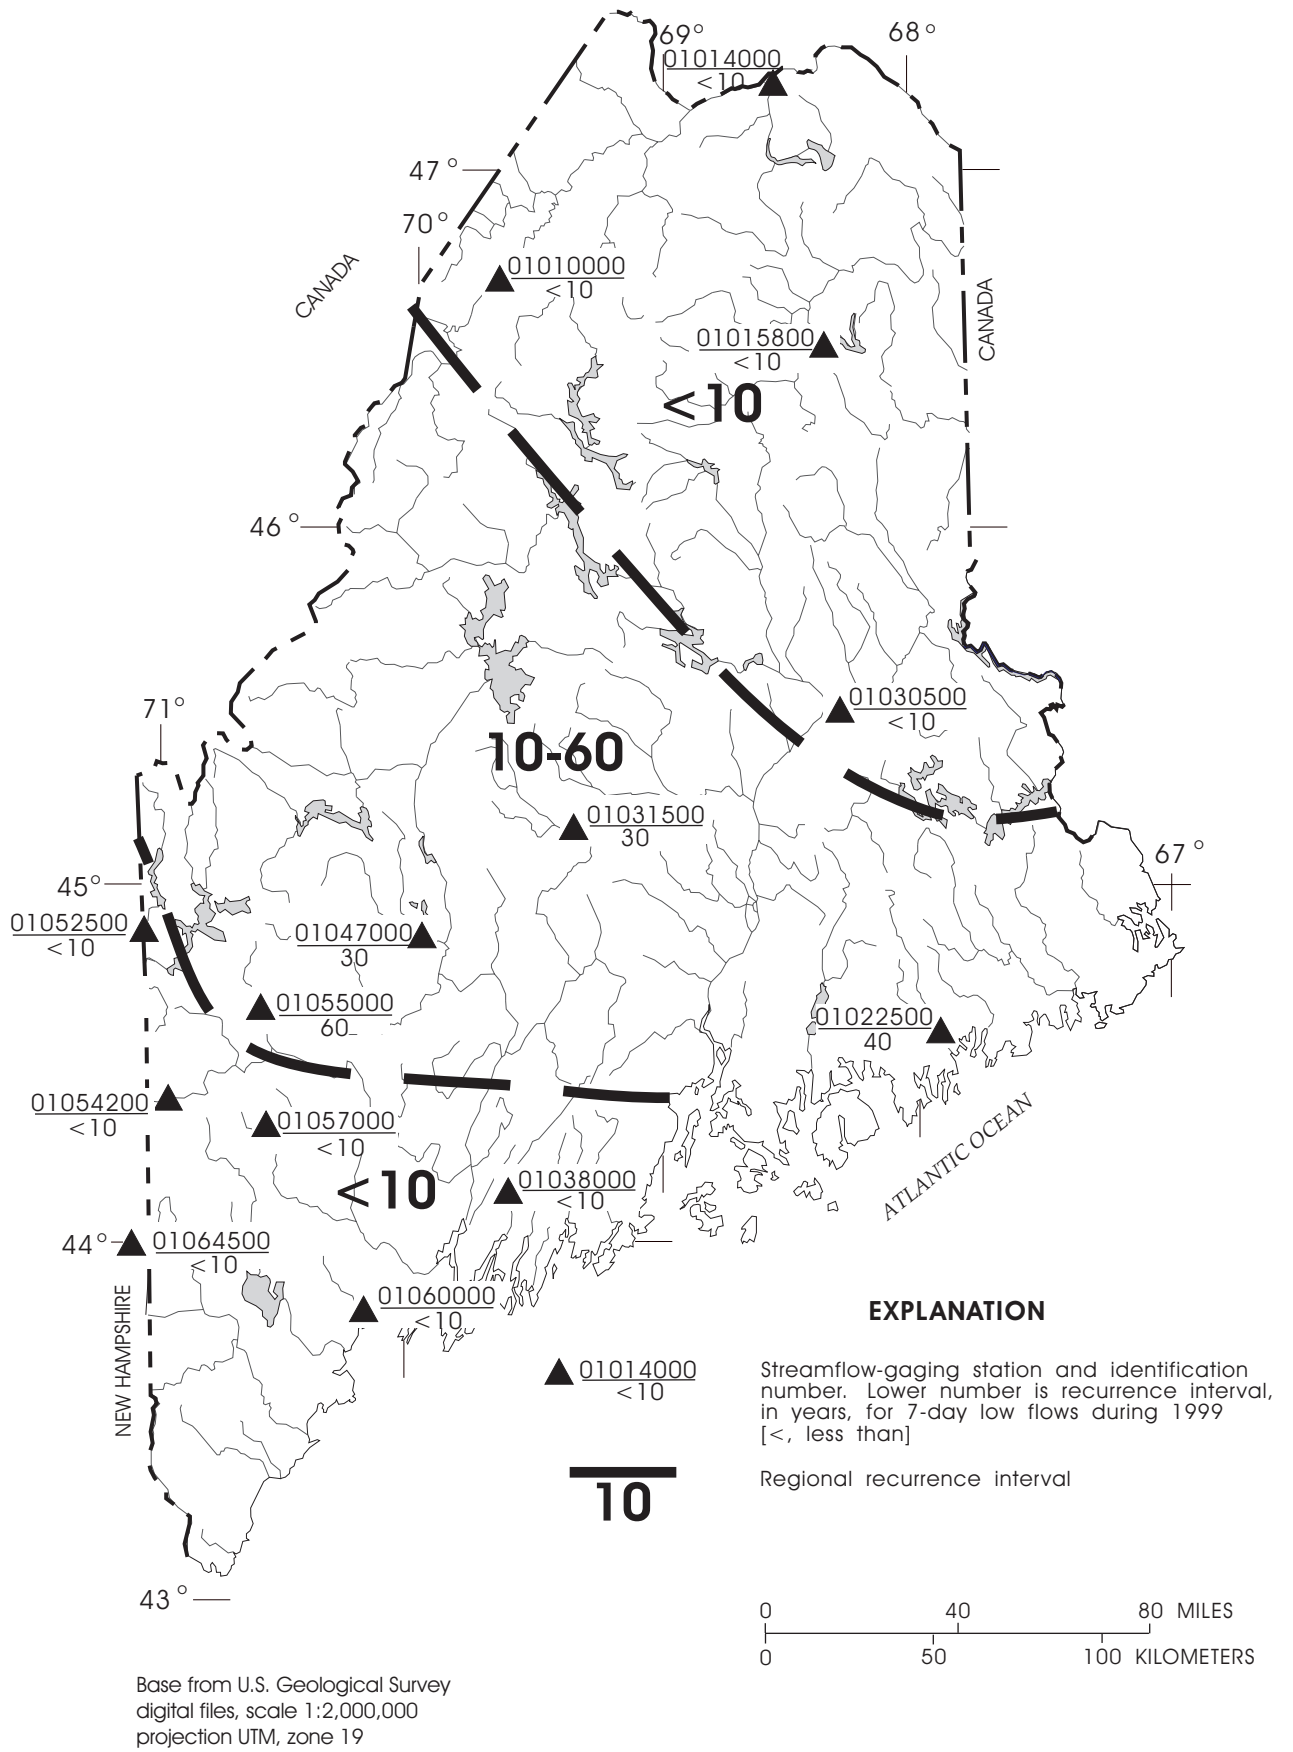 69°
68°
01014000
<10
47°
70°
CANADA
01010000
<10
CANADA
01015800
<10
<10
46°
01030500
<10
71°
10-60
01031500
30
67°
45°
01052500
<10
01047000
30
01055000
60
01022500
40
01054200
<10
01057000
<10
ATLANTIC OCEAN
<10
01038000
<10
44°
01064500
<10
01060000
<10
NEW HAMPSHIRE
EXPLANATION
01014000
<10
Streamflow-gaging station and identification
number. Lower number is recurrence interval,
in years, for 7-day low flows during 1999
[<, less than]
10
Regional recurrence interval
43°
0 40 80 MILES
0 50 100 KILOMETERS
Base from U.S. Geological Survey
digital files, scale 1:2,000,000
projection UTM, zone 19